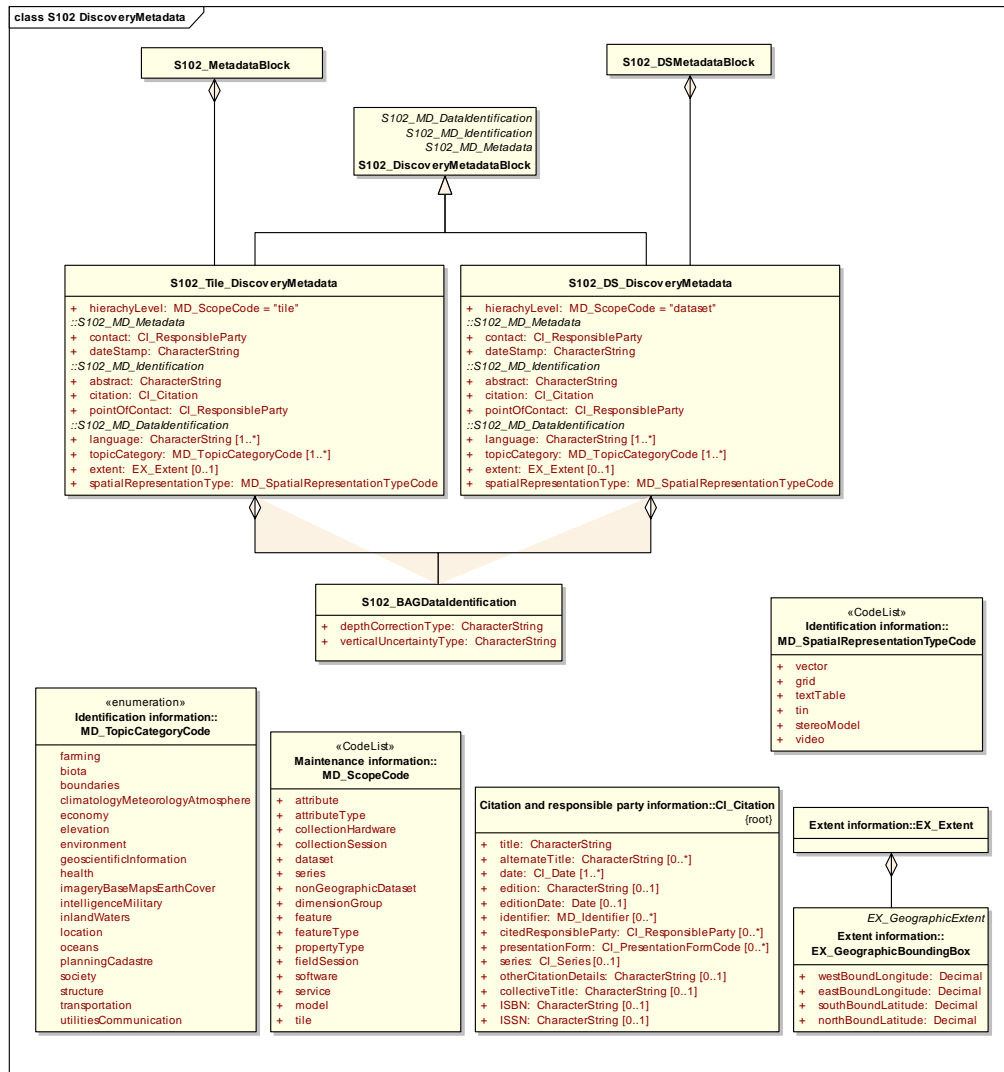 class S102 DiscoveryMetadata
S102_MetadataBlock
S102_DSMetadataBlock
S102_MD_DataIdentification
S102_MD_Identification
S102_MD_Metadata
S102_DiscoveryMetadataBlock
S102_Tile_DiscoveryMetadata
+ hierachyLevel: MD_ScopeCode = "tile"
::S102_MD_Metadata
+ contact: CI_ResponsibleParty
+ dateStamp: CharacterString
::S102_MD_Identification
+ abstract: CharacterString
+ citation: CI_Citation
+ pointOfContact: CI_ResponsibleParty
::S102_MD_DataIdentification
+ language: CharacterString [1..*]
+ topicCategory: MD_TopicCategoryCode [1..*]
+ extent: EX_Extent [0..1]
+ spatialRepresentationType: MD_SpatialRepresentationTypeCode
S102_DS_DiscoveryMetadata
+ hierachyLevel: MD_ScopeCode = "dataset"
::S102_MD_Metadata
+ contact: CI_ResponsibleParty
+ dateStamp: CharacterString
::S102_MD_Identification
+ abstract: CharacterString
+ citation: CI_Citation
+ pointOfContact: CI_ResponsibleParty
::S102_MD_DataIdentification
+ language: CharacterString [1..*]
+ topicCategory: MD_TopicCategoryCode [1..*]
+ extent: EX_Extent [0..1]
+ spatialRepresentationType: MD_SpatialRepresentationTypeCode
S102_BAGDataIdentification
+ depthCorrectionType: CharacterString
+ verticalUncertaintyType: CharacterString
«CodeList»
Identification information::
MD_SpatialRepresentationTypeCode
+ vector
+ grid
+ textTable
+ tin
+ stereoModel
+ video
«enumeration»
Identification information::
MD_TopicCategoryCode
farming
biota
boundaries
climatologyMeteorologyAtmosphere
economy
elevation
environment
geoscientificInformation
health
imageryBaseMapsEarthCover
intelligenceMilitary
inlandWaters
location
oceans
planningCadastre
society
structure
transportation
utilitiesCommunication
«CodeList»
Maintenance information::
MD_ScopeCode
+ attribute
+ attributeType
+ collectionHardware
+ collectionSession
+ dataset
+ series
+ nonGeographicDataset
+ dimensionGroup
+ feature
+ featureType
+ propertyType
+ fieldSession
+ software
+ service
+ model
+ tile
Citation and responsible party information::CI_Citation
{root}
+ title: CharacterString
+ alternateTitle: CharacterString [0..*]
+ date: CI_Date [1..*]
+ edition: CharacterString [0..1]
+ editionDate: Date [0..1]
+ identifier: MD_Identifier [0..*]
+ citedResponsibleParty: CI_ResponsibleParty [0..*]
+ presentationForm: CI_PresentationFormCode [0..*]
+ series: CI_Series [0..1]
+ otherCitationDetails: CharacterString [0..1]
+ collectiveTitle: CharacterString [0..1]
+ ISBN: CharacterString [0..1]
+ ISSN: CharacterString [0..1]
Extent information::EX_Extent
EX_GeographicExtent
Extent information::
EX_GeographicBoundingBox
+ westBoundLongitude: Decimal
+ eastBoundLongitude: Decimal
+ southBoundLatitude: Decimal
+ northBoundLatitude: Decimal